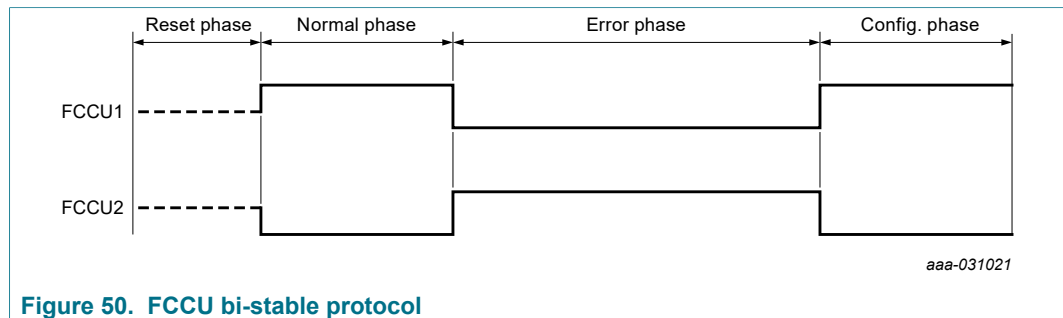 Reset phase Normal phase Error phase Config. phase
FCCU1
FCCU2
aaa-031021
Figure 50. FCCU bi-stable protocol